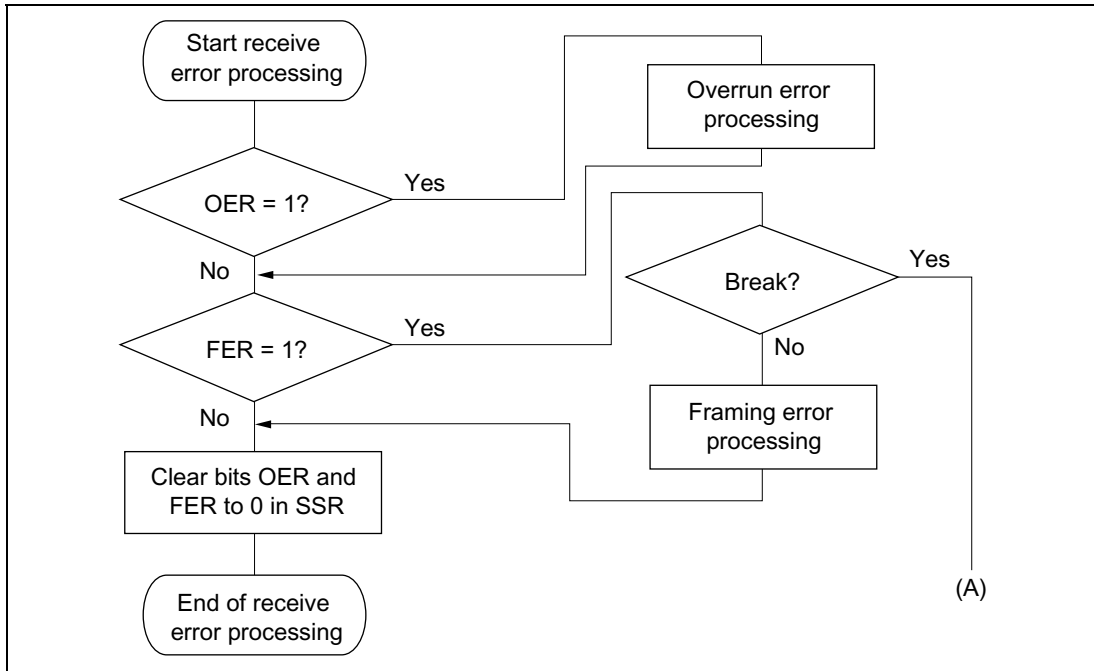 Start receive
error processing
Overrun error
processing
OER = 1?
Yes
No
Break?
Yes
FER = 1?
Yes
No
No
Framing error
processing
Clear bits OER and
FER to 0 in SSR
(A)
End of receive
error processing